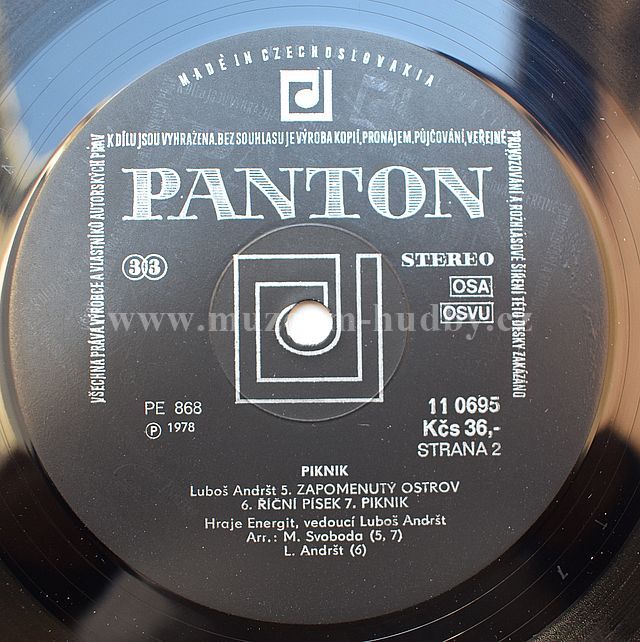 MADE IN CZECHOSLOVAKIA
VŠECHNA PRÁVA VÝROBCE A VLASTNÍKŮ AUTORSKÝCH PRÁV
K DÍLU JSOU VYHRAŽENA. BEZ SOUHLASU JE VÝROBA KOPIÍ, PRONÁJEM, PŮJČOVÁNÍ, VEŘEJNÉ
PROVOZOVÁNÍ A ROZHLASOVÉ ŠÍŘENÍ TÉTO DESKY ZAKÁZÁNO
PANTON
33
STEREO
OSA
OSVU
www.muzeum-hudby.cz
PE 868
Ⓟ 1978
11 0695
Kčs 36,-
STRANA 2
PIKNIK
Luboš Andršt 5. ZAPOMENUTÝ OSTROV
6. ŘÍČNÍ PÍSEK 7. PIKNIK
Hraje Energit, vedoucí Luboš Andršt
Arr.: M. Svoboda (5, 7)
L. Andršt (6)